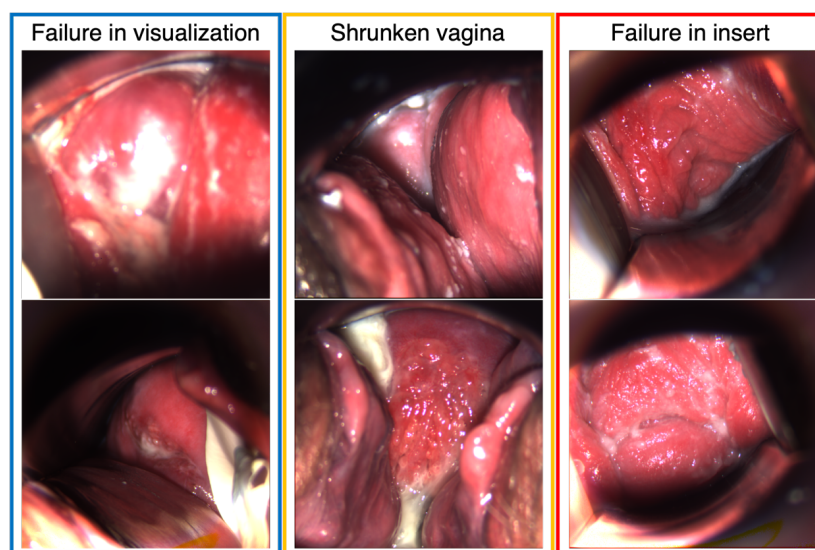 Failure in visualization
Shrunken vagina
Failure in insert